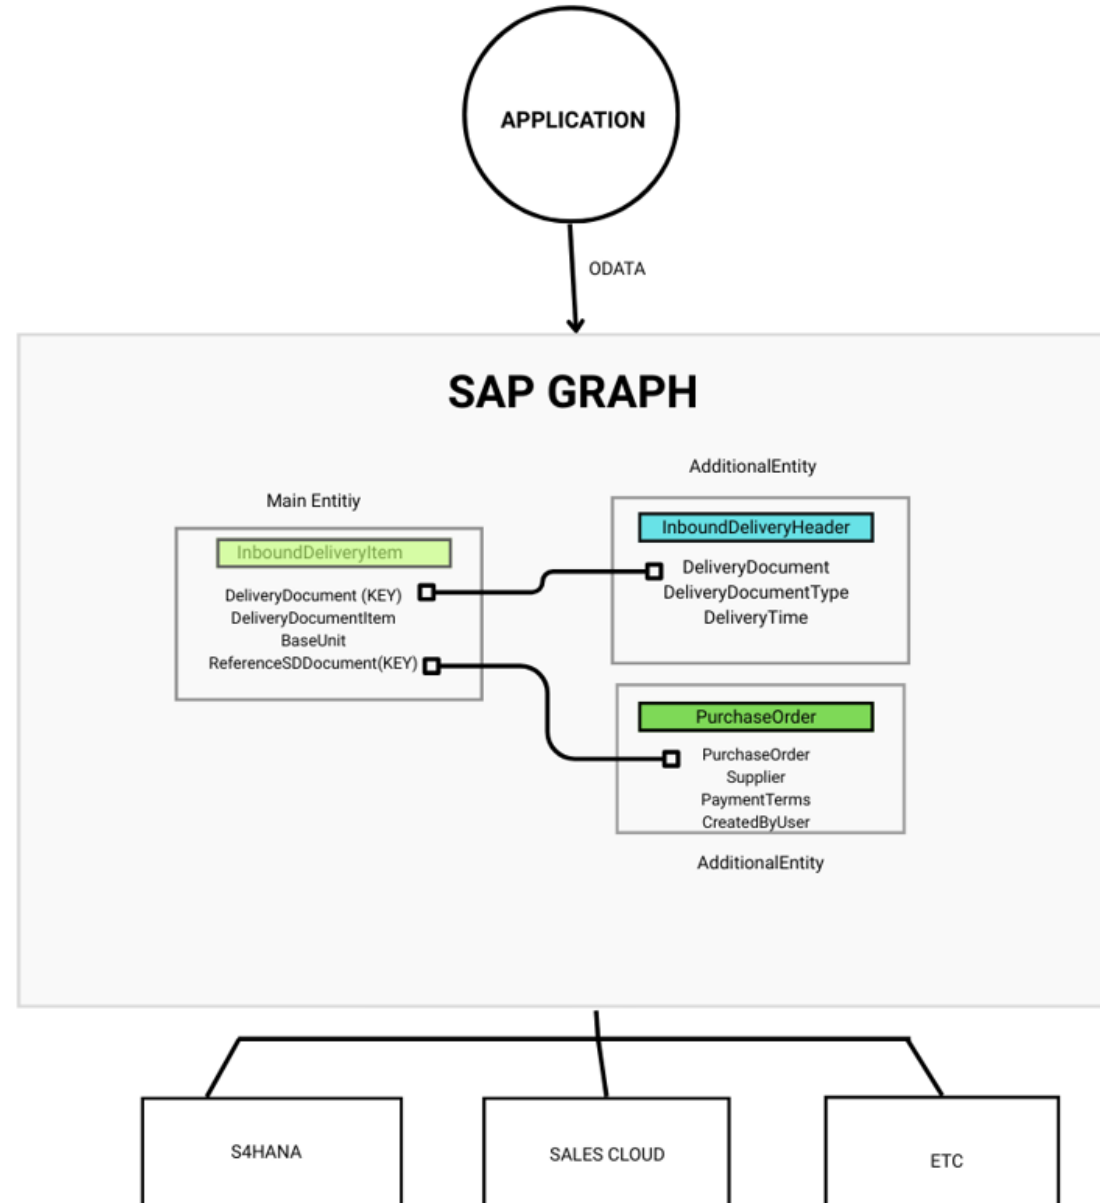 APPLICATION
ODATA
SAP GRAPH
Main Entitiy
InboundDeliveryItem
DeliveryDocument (KEY)
DeliveryDocumentItem
BaseUnit
ReferenceSDDocument(KEY)
AdditionalEntity
InboundDeliveryHeader
DeliveryDocument
DeliveryDocumentType
DeliveryTime
PurchaseOrder
PurchaseOrder
Supplier
PaymentTerms
CreatedByUser
AdditionalEntity
S4HANA
SALES CLOUD
ETC